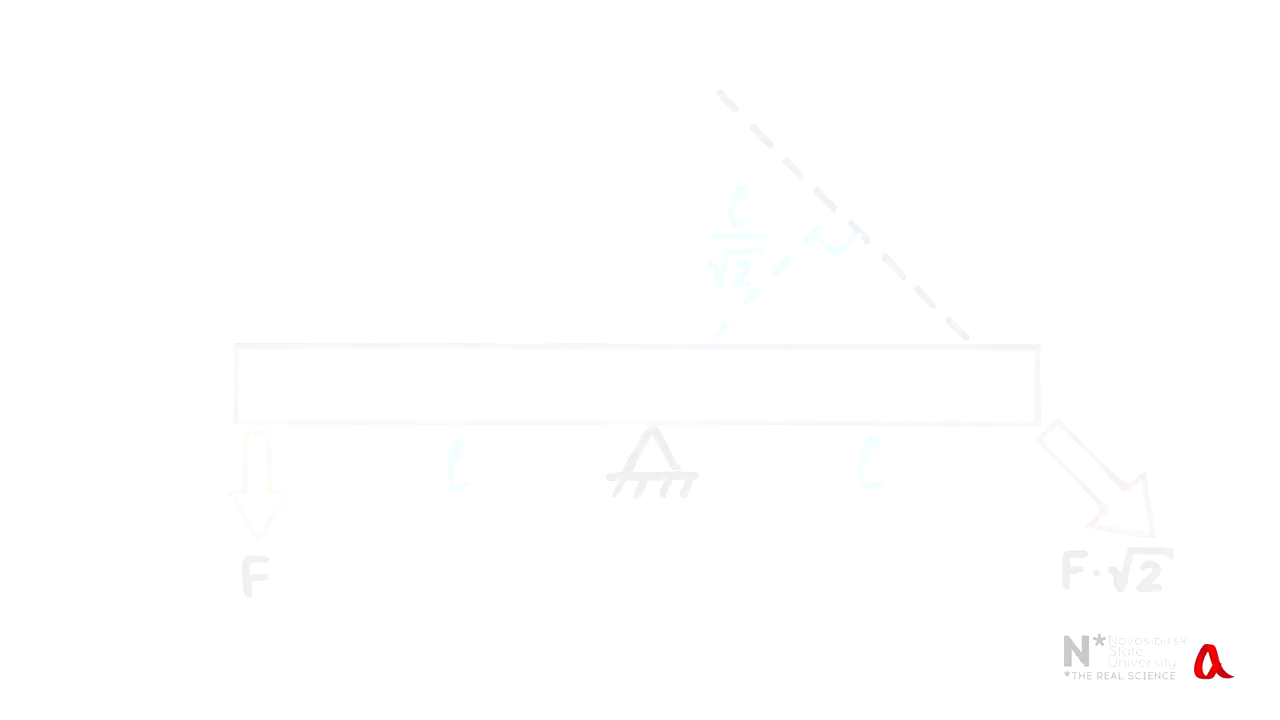 l
√2
l
l
F
F·√2
N* Novosibirsk
State
University
*THE REAL SCIENCE
a